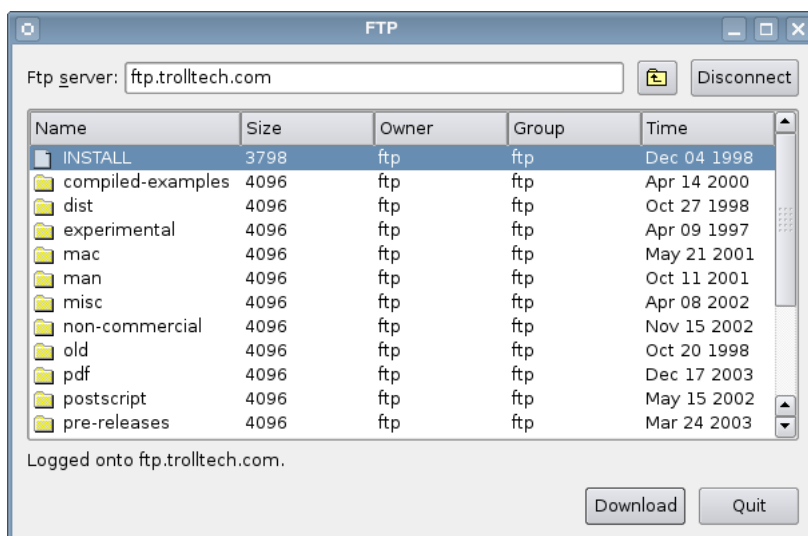 FTP
Ftp server: ftp.trolltech.com Disconnect
Name Size Owner Group Time
INSTALL 3798 ftp ftp Dec 04 1998
compiled-examples 4096 ftp ftp Apr 14 2000
dist 4096 ftp ftp Oct 27 1998
experimental 4096 ftp ftp Apr 09 1997
mac 4096 ftp ftp May 21 2001
man 4096 ftp ftp Oct 11 2001
misc 4096 ftp ftp Apr 08 2002
non-commercial 4096 ftp ftp Nov 15 2002
old 4096 ftp ftp Oct 20 1998
pdf 4096 ftp ftp Dec 17 2003
postscript 4096 ftp ftp May 15 2002
pre-releases 4096 ftp ftp Mar 24 2003
Logged onto ftp.trolltech.com.
Download Quit